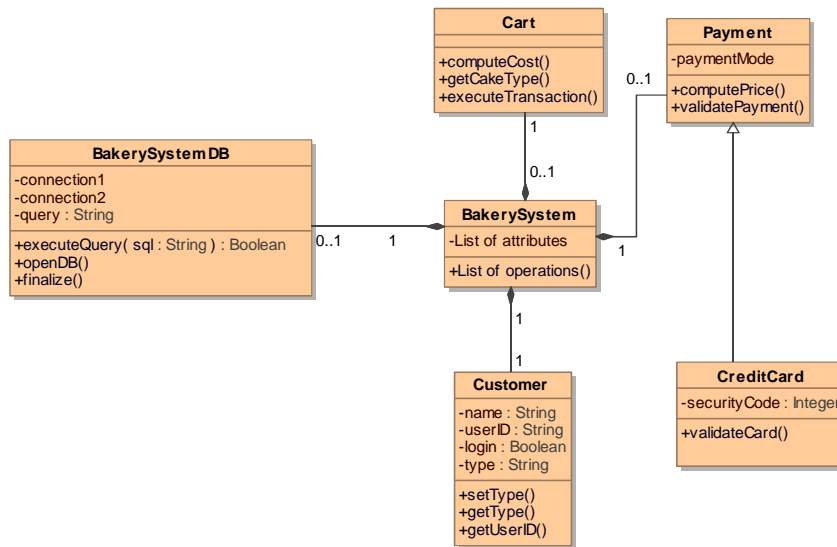 Cart
+computeCost()
+getCakeType()
+executeTransaction()
Payment
-paymentMode
+computePrice()
+validatePayment()
0..1
1
0..1
1
BakerySystemDB
-connection1
-connection2
-query : String
+executeQuery( sql : String ) : Boolean
+openDB()
+finalize()
0..1
1
BakerySystem
-List of attributes
+List of operations()
1
1
Customer
-name : String
-userID : String
-login : Boolean
-type : String
+setType()
+getType()
+getUserID()
CreditCard
-securityCode : Integer
+validateCard()